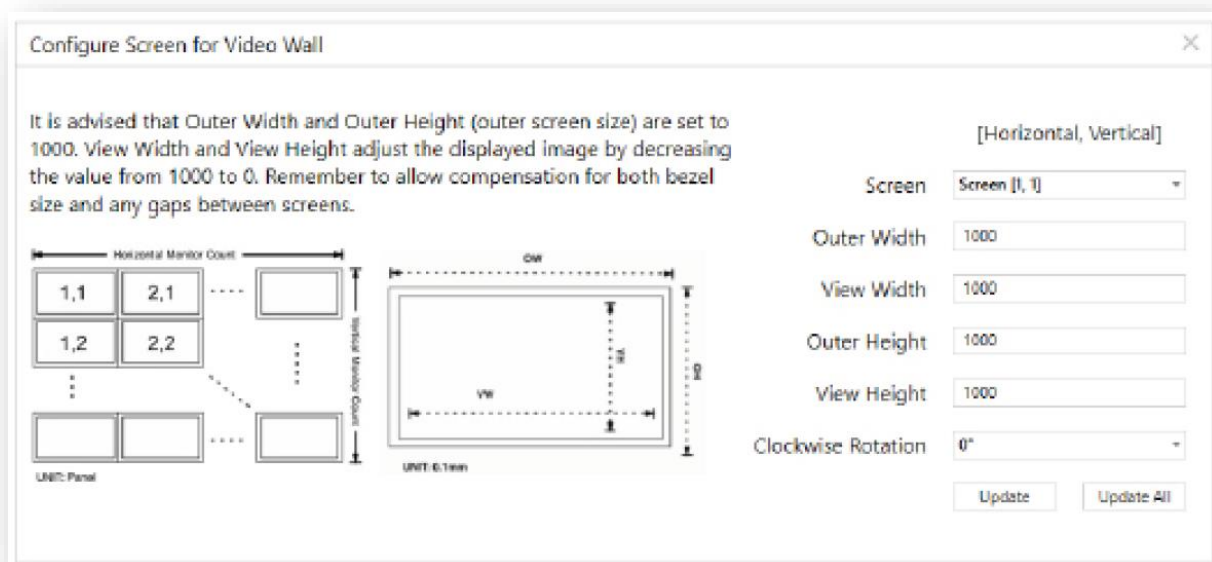 Configure Screen for Video Wall
It is advised that Outer Width and Outer Height (outer screen size) are set to
1000. View Width and View Height adjust the displayed image by decreasing
the value from 1000 to 0. Remember to allow compensation for both bezel
size and any gaps between screens.
Horizontal Monitor Count
1,1
2,1
1,2
2,2
Vertical Monitor Count
UNIT: Panel
OW
VH
OH
VW
UNIT: 0.1mm
[Horizontal, Vertical]
Screen
Screen [1, 1]
Outer Width
1000
View Width
1000
Outer Height
1000
View Height
1000
Clockwise Rotation
0°
Update
Update All